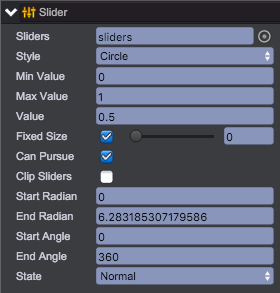 Slider
Sliders sliders
Style Circle
Min Value 0
Max Value 1
Value 0.5
Fixed Size 0
Can Pursue
Clip Sliders
Start Radian 0
End Radian 6.283185307179586
Start Angle 0
End Angle 360
State Normal